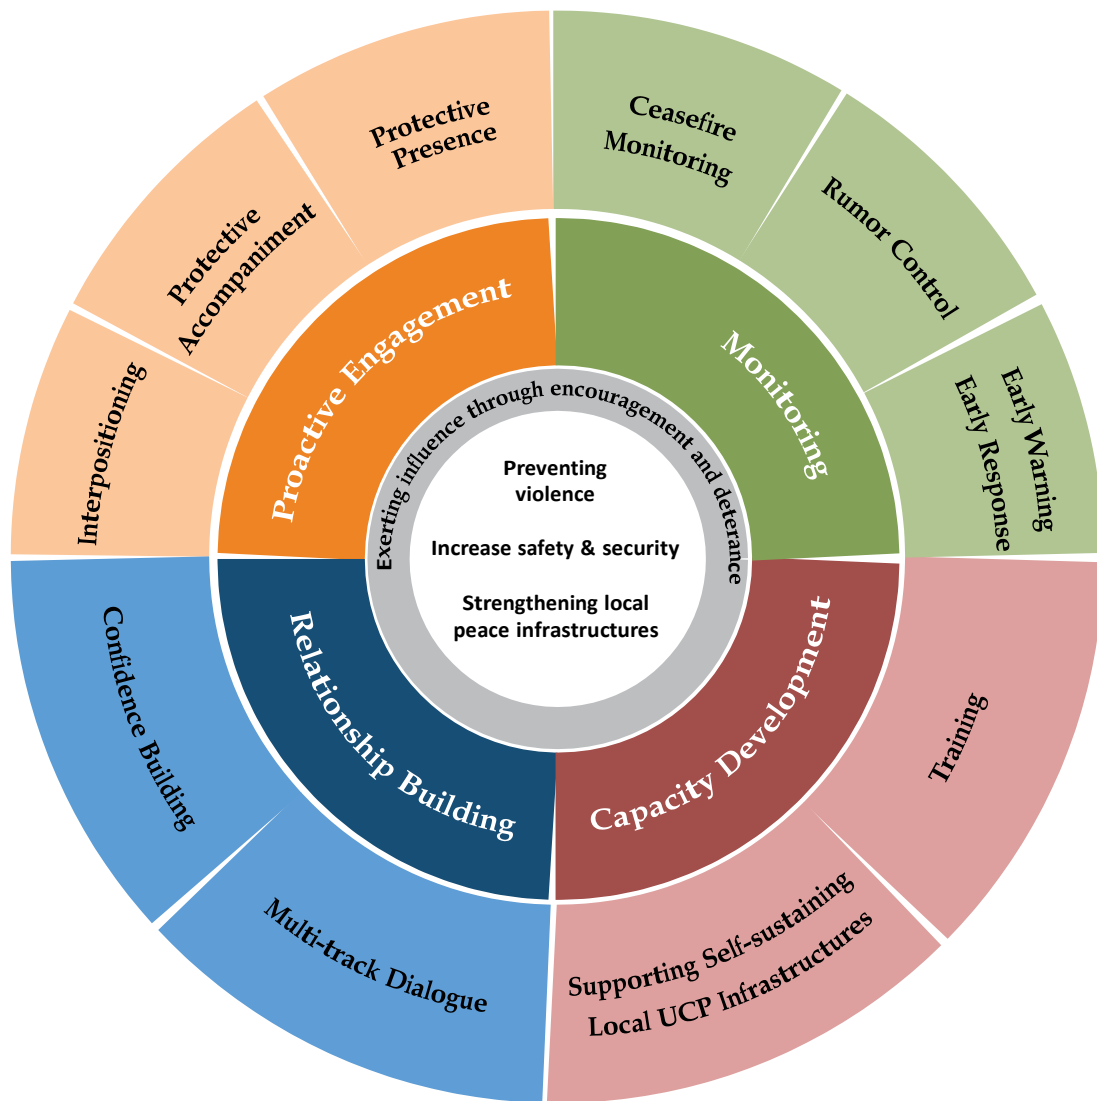 Protective
Presence
Ceasefire
Monitoring
Protective
Accompaniment
Rumor Control
Interpositioning
Early Warning
Early Response
Proactive Engagement
Monitoring
Exerting influence through encouragement and deterance
Preventing
violence
Increase safety & security
Strengthening local
peace infrastructures
Relationship Building
Capacity Development
Confidence Building
Training
Multi-track Dialogue
Supporting Self-sustaining
Local UCP Infrastructures